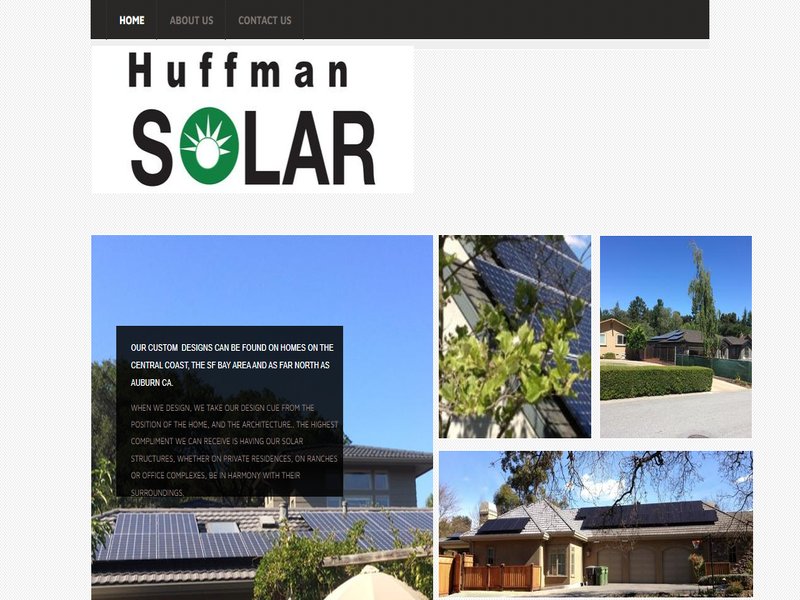 HOME ABOUT US CONTACT US
Huffman
SOLAR
OUR CUSTOM DESIGNS CAN BE FOUND ON HOMES ON THE
CENTRAL COAST, THE SF BAY AREA AND AS FAR NORTH AS
AUBURN CA.
WHEN WE DESIGN, WE TAKE OUR DESIGN CUE FROM THE
POSITION OF THE HOME, AND THE ARCHITECTURE.. THE HIGHEST
COMPLIMENT WE CAN RECEIVE IS HAVING OUR SOLAR
STRUCTURES, WHETHER ON PRIVATE RESIDENCES, ON RANCHES
OR OFFICE COMPLEXES, BE IN HARMONY WITH THEIR
SURROUNDINGS.